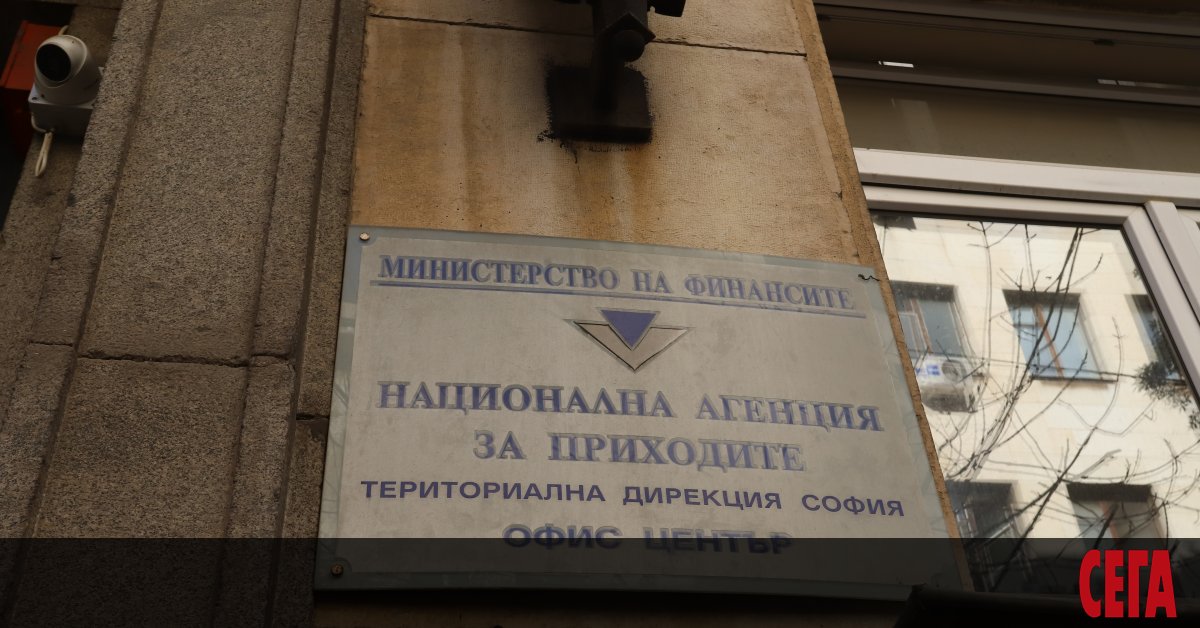 МИНИСТЕРСТВО НА ФИНАНСИТЕ
НАЦИОНАЛНА АГЕНЦИЯ
ЗА ПРИХОДИТЕ
ТЕРИТОРИАЛНА ДИРЕКЦИЯ СОФИЯ
ОФИС ЦЕНТЪР
СЕГА